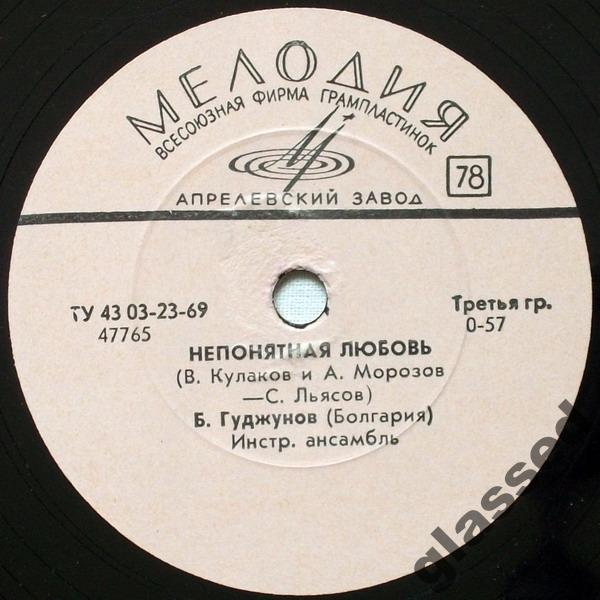 МЕЛОДИЯ
ВСЕСОЮЗНАЯ ФИРМА ГРАМПЛАСТИНОК
78
АПРЕЛЕВСКИЙ ЗАВОД
ТУ 43 03-23-69
47765
Третья гр.
0-57
НЕПОНЯТНАЯ ЛЮБОВЬ
(В. Кулаков и А. Морозов
—С. Льясов)
Б. Гуджунов (Болгария)
Инстр. ансамбль
glassed